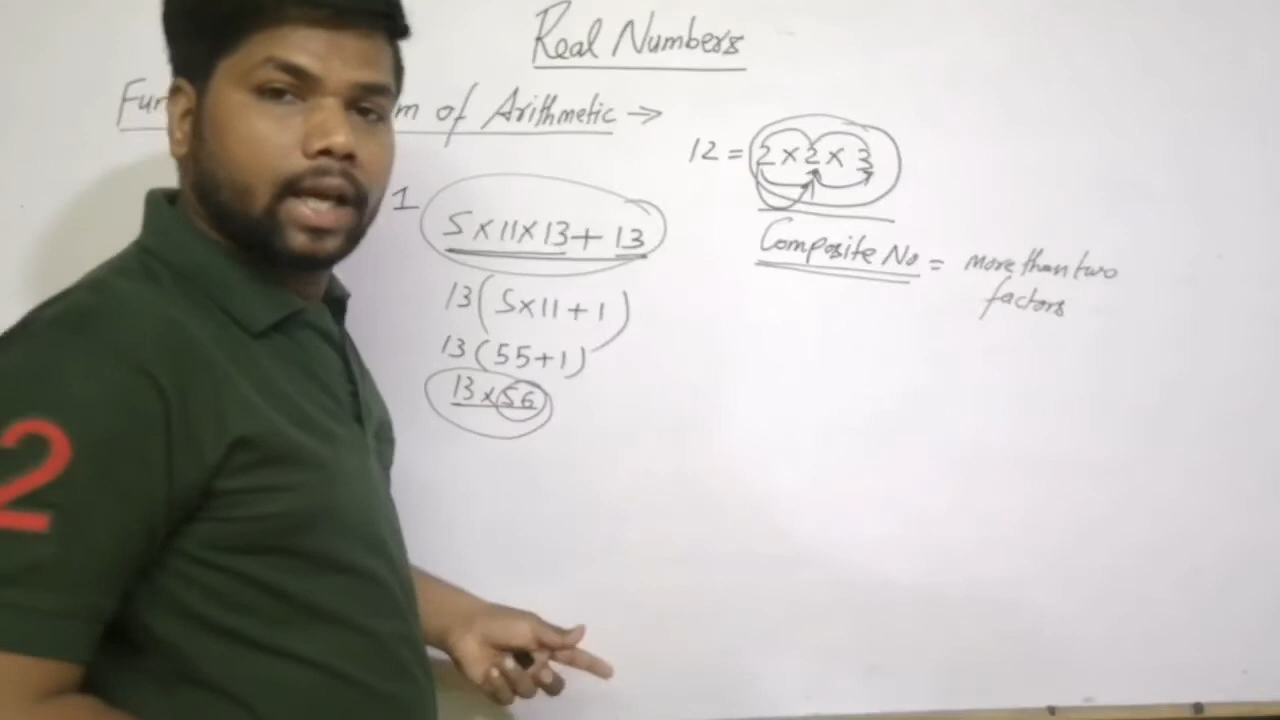 Real Numbers
Fun m of Arithmetic →
12 = 2 × 2 × 3
1
5 × 11 × 13 + 13
Composite No = more than two
factors
13 ( 5 × 11 + 1 )
13 ( 55 + 1 )
13 × 56
2